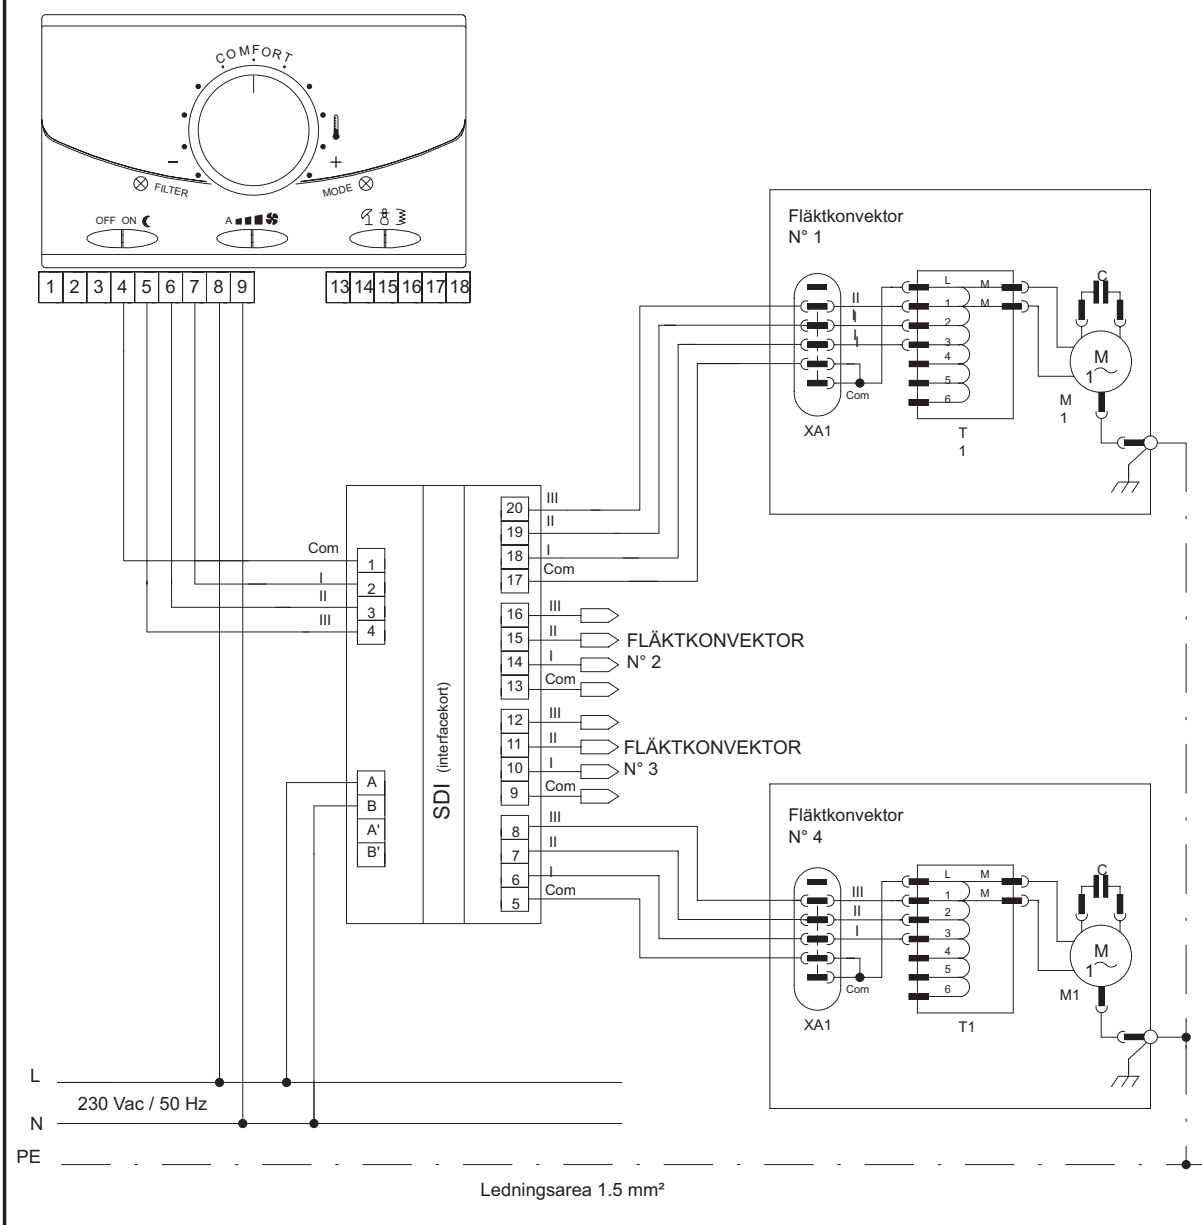 COMFORT
−
+
FILTER
MODE
OFF ON
A
1 2 3 4 5 6 7 8 9
13 14 15 16 17 18
Fläktkonvektor
N° 1
II
I
I
Com
XA1
L M
1 M
2
3
4
5
6
T
1
C
M
1
M
1
Com
I
II
III
1
2
3
4
A
B
A'
B'
SDI (interfacekort)
20 III
19 II
18 I
17 Com
16 III
15 II
14 I
13 Com
FLÄKTKONVEKTOR
N° 2
12 III
11 II
10 I
9 Com
FLÄKTKONVEKTOR
N° 3
8 III
7 II
6 I
5 Com
Fläktkonvektor
N° 4
III
II
I
Com
XA1
L M
1 M
2
3
4
5
6
T1
C
M
1
M1
L
230 Vac / 50 Hz
N
PE
Ledningsarea 1.5 mm²